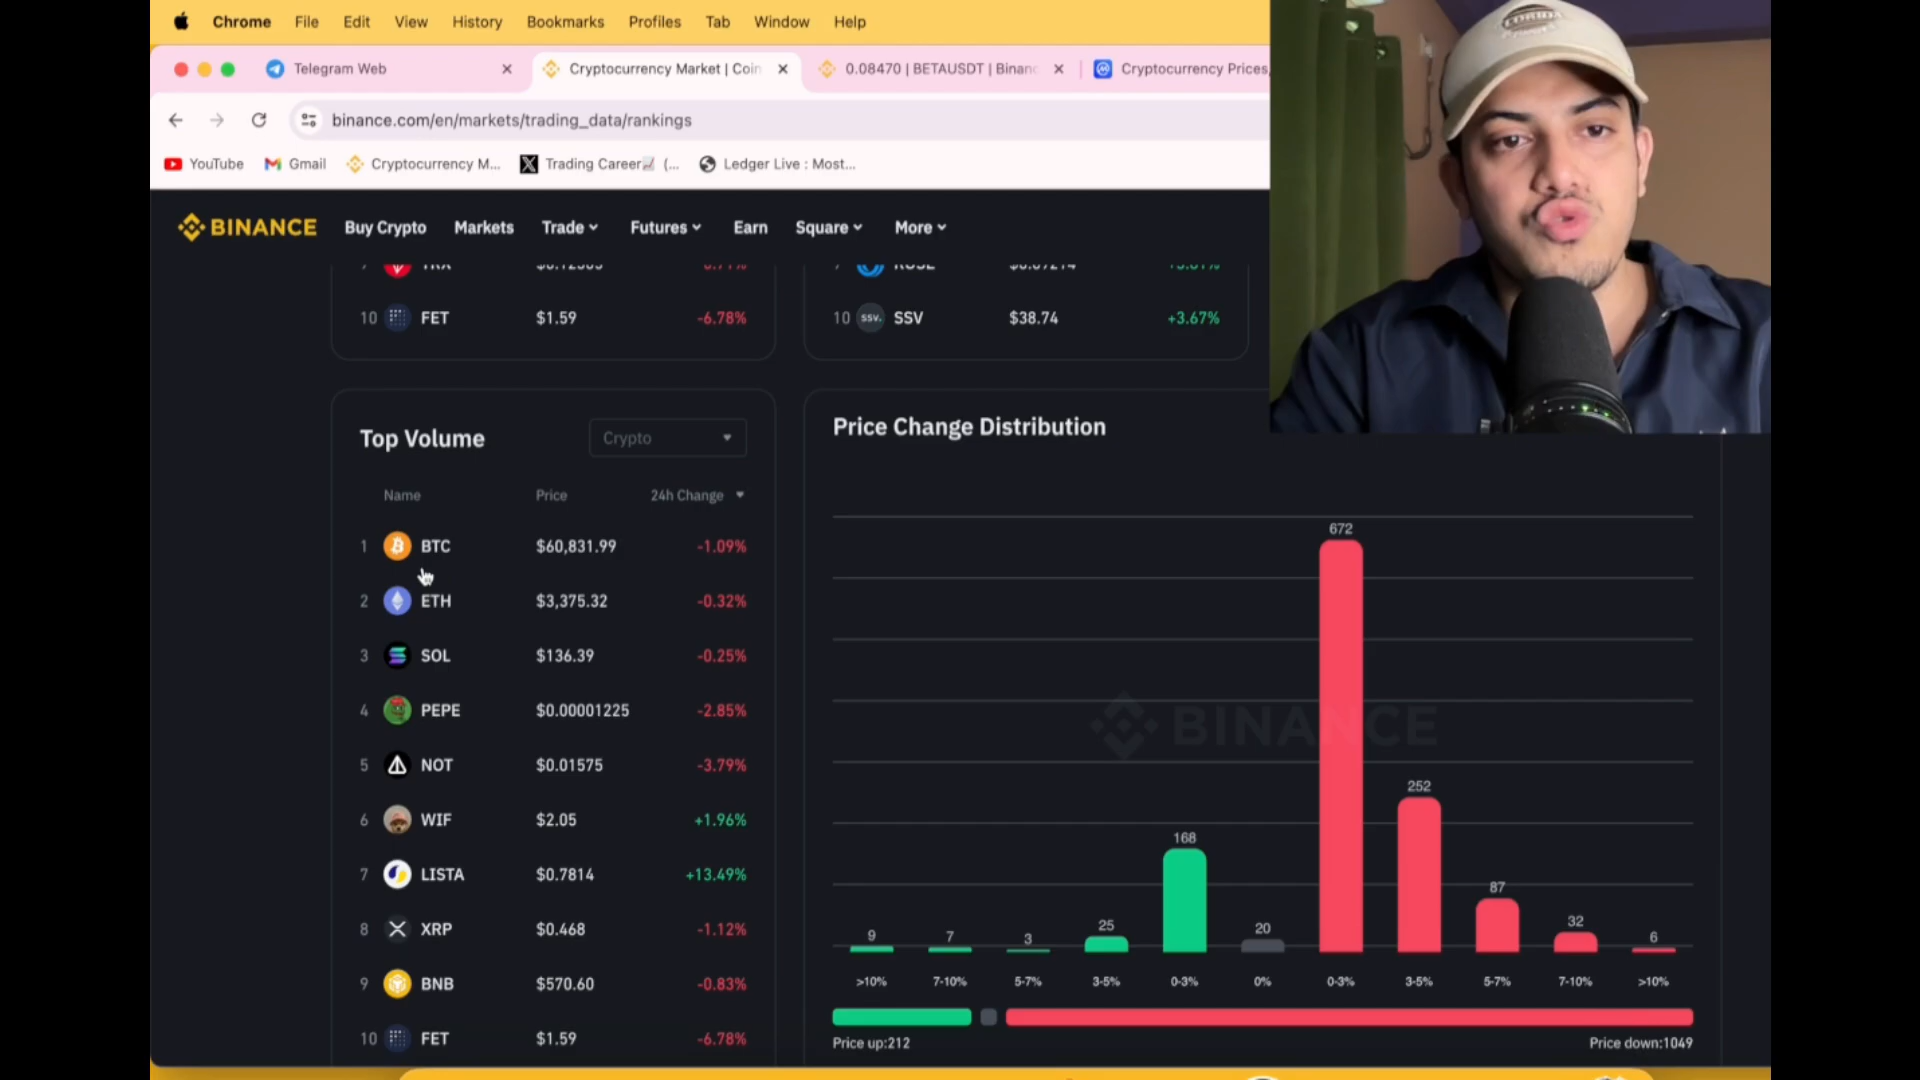 Chrome File Edit View History Bookmarks Profiles Tab Window Help
Telegram Web
Cryptocurrency Market | Coin
0.08470 | BETAUSDT | Binanc
Cryptocurrency Prices,
binance.com/en/markets/trading_data/rankings
YouTube Gmail Cryptocurrency M... Trading Career (... Ledger Live : Most...
BINANCE Buy Crypto Markets Trade Futures Earn Square More
10 FET $1.59 -6.78%
10 ssv. SSV $38.74 +3.67%
Top Volume Crypto
Name Price 24h Change
1 BTC $60,831.99 -1.09%
2 ETH $3,375.32 -0.32%
3 SOL $136.39 -0.25%
4 PEPE $0.00001225 -2.85%
5 NOT $0.01575 -3.79%
6 WIF $2.05 +1.96%
7 LISTA $0.7814 +13.49%
8 XRP $0.468 -1.12%
9 BNB $570.60 -0.83%
10 FET $1.59 -6.78%
Price Change Distribution
9 7 3 25 168 20 672 252 87 32 6
BINANCE
>10% 7-10% 5-7% 3-5% 0-3% 0% 0-3% 3-5% 5-7% 7-10% >10%
Price up:212 Price down:1049